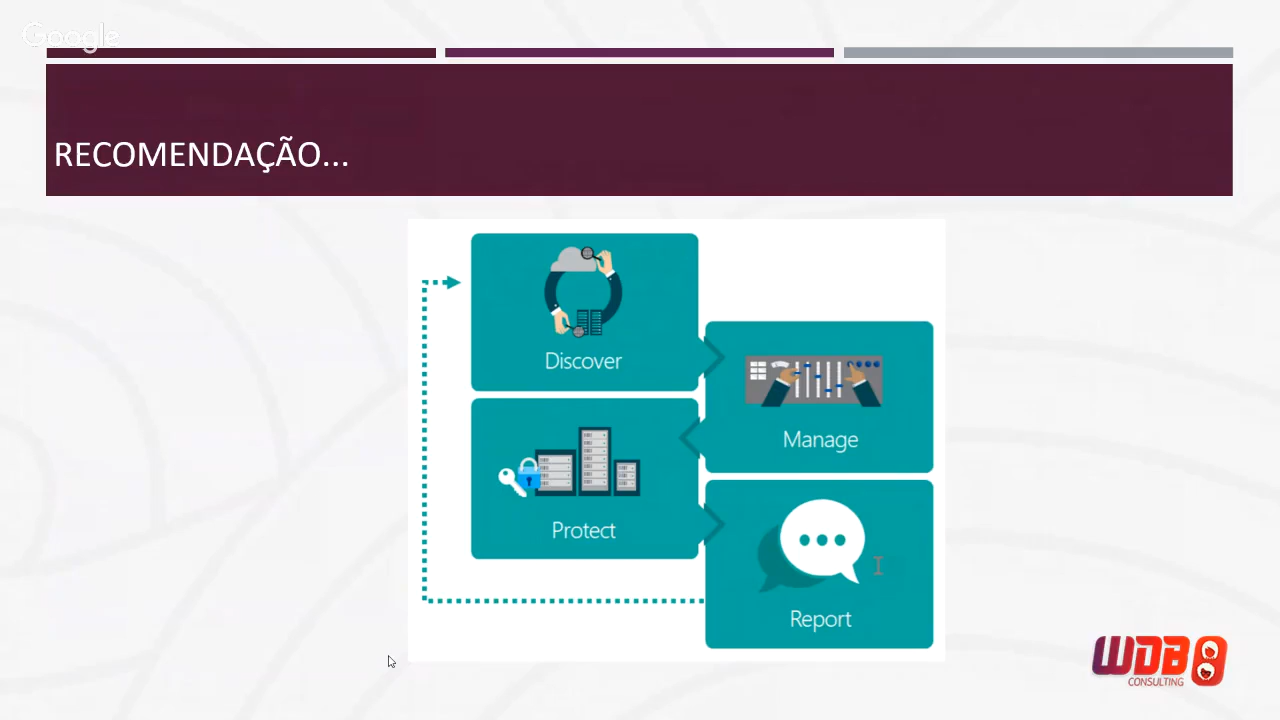 Google
RECOMENDAÇÃO...
Discover
Manage
Protect
Report
WDB
CONSULTING